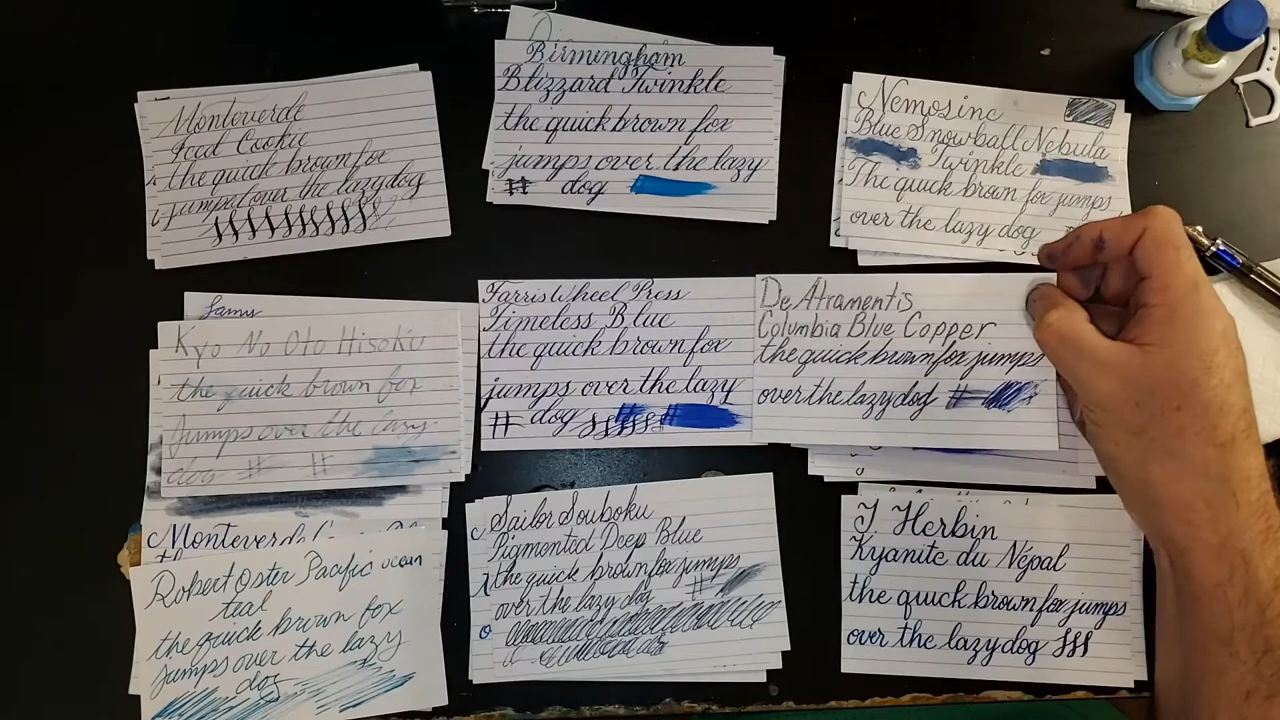 Monteverde
Iced Cookie
the quick brown fox
jumped over the lazy dog
Birmingham
Blizzard Twinkle
the quick brown fox
jumps over the lazy
dog
Nemosine
Blue Snowball Nebula
Twinkle
The quick brown fox jumps
over the lazy dog
Lamy
Kyo No Oto Hisoku
the quick brown fox
Jumps over the lazy
dog
Ferris Wheel Press
Timeless Blue
the quick brown fox
jumps over the lazy
dog
De Atramentis
Columbia Blue Copper
the quick brown fox jumps
over the lazy dog
Monteverde
Robert Oster Pacific ocean
teal
the quick brown fox
jumps over the lazy
dog
Sailor Souboku
Pigmented Deep Blue
the quick brown fox jumps
over the lazy dog
J Herbin
Kyanite du Népal
the quick brown fox jumps
over the lazy dog